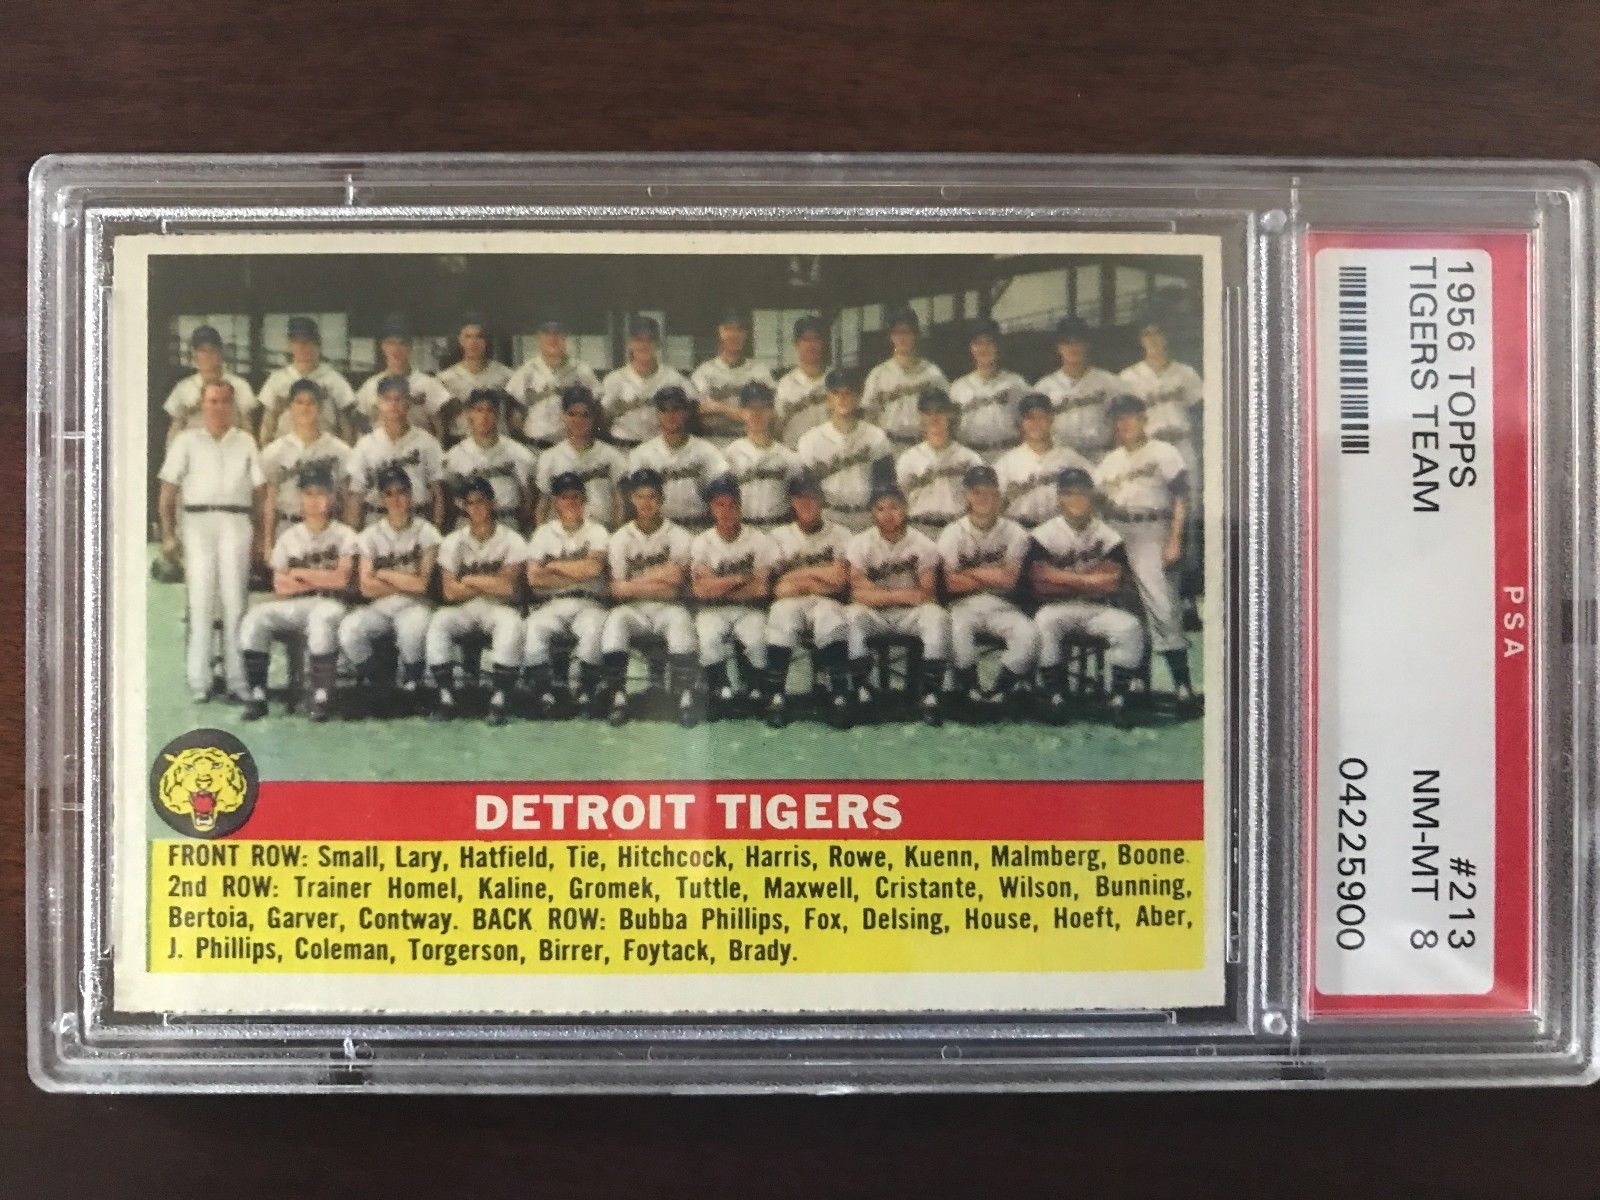 DETROIT TIGERS
FRONT ROW: Small, Lary, Hatfield, Tie, Hitchcock, Harris, Rowe, Kuenn, Malmberg, Boone.
2nd ROW: Trainer Homel, Kaline, Gromek, Tuttle, Maxwell, Cristante, Wilson, Bunning,
Bertoia, Garver, Contway. BACK ROW: Bubba Phillips, Fox, Delsing, House, Hoeft, Aber,
J. Phillips, Coleman, Torgerson, Birrer, Foytack, Brady.
PSA
1956 TOPPS #213
TIGERS TEAM NM-MT 8
04225900